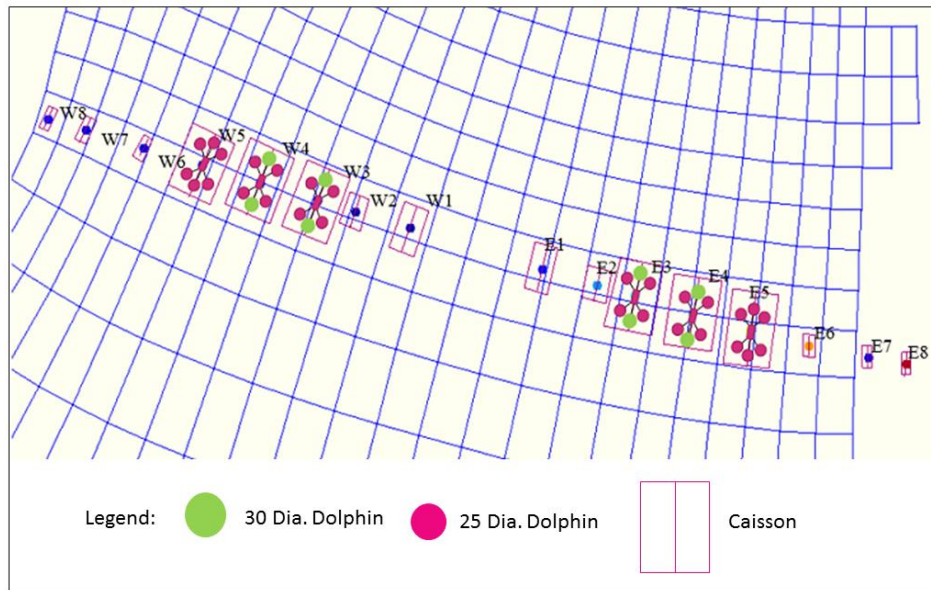 W8
W7
W6
W5
W4
W3
W2
W1
E1
E2
E3
E4
E5
E6
E7
E8
Legend:
30 Dia. Dolphin
25 Dia. Dolphin
Caisson